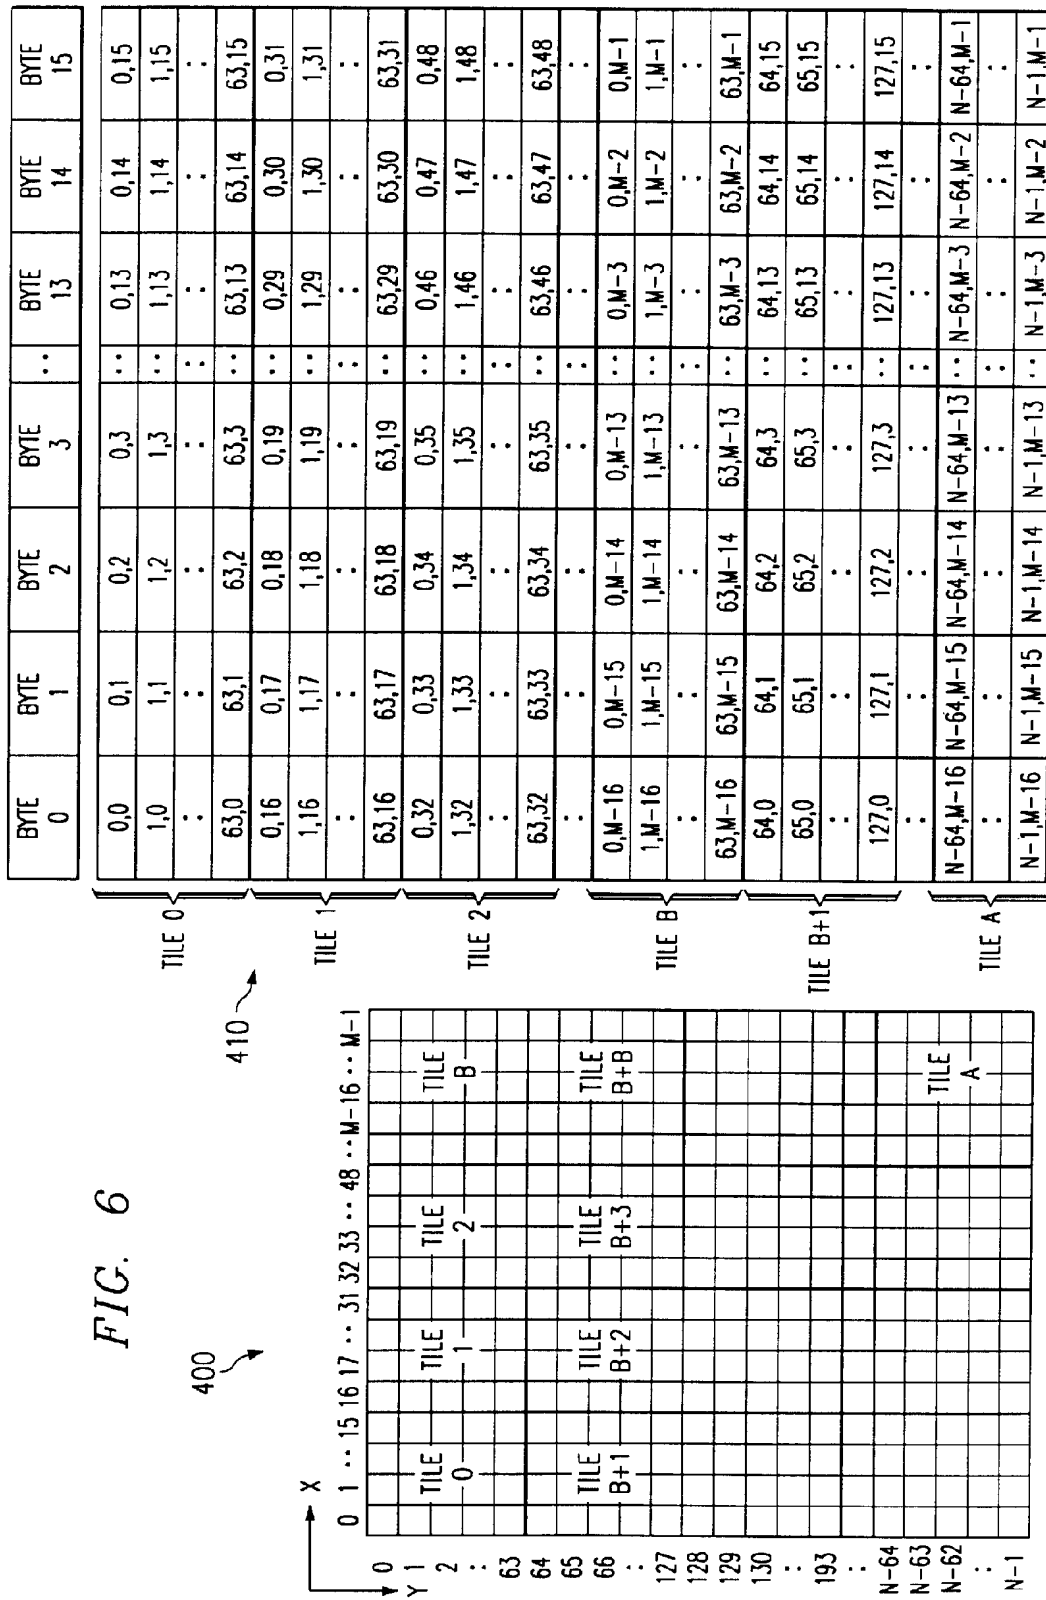 FIG. 6
400
X
0 1 ·· 15 16 17 ·· 31 32 33 ·· 48 ·· M-16 ·· M-1
Y
0
1
2
:
63
64
65
66
:
127
128
129
130
:
193
:
N-64
N-63
N-62
:
N-1
TILE 0
TILE 1
TILE 2
TILE B
TILE B+1
TILE B+2
TILE B+3
TILE B+B
TILE A
410
BYTE 0 BYTE 1 BYTE 2 BYTE 3 ·· BYTE 13 BYTE 14 BYTE 15
TILE 0
0,0 0,1 0,2 0,3 ·· 0,13 0,14 0,15
1,0 1,1 1,2 1,3 ·· 1,13 1,14 1,15
: : : : : : : :
63,0 63,1 63,2 63,3 ·· 63,13 63,14 63,15
TILE 1
0,16 0,17 0,18 0,19 ·· 0,29 0,30 0,31
1,16 1,17 1,18 1,19 ·· 1,29 1,30 1,31
: : : : : : : :
63,16 63,17 63,18 63,19 ·· 63,29 63,30 63,31
TILE 2
0,32 0,33 0,34 0,35 ·· 0,46 0,47 0,48
1,32 1,33 1,34 1,35 ·· 1,46 1,47 1,48
: : : : : : : :
63,32 63,33 63,34 63,35 ·· 63,46 63,47 63,48
: : : : : : : :
TILE B
0,M-16 0,M-15 0,M-14 0,M-13 ·· 0,M-3 0,M-2 0,M-1
1,M-16 1,M-15 1,M-14 1,M-13 ·· 1,M-3 1,M-2 1,M-1
: : : : : : : :
63,M-16 63,M-15 63,M-14 63,M-13 ·· 63,M-3 63,M-2 63,M-1
TILE B+1
64,0 64,1 64,2 64,3 ·· 64,13 64,14 64,15
65,0 65,1 65,2 65,3 ·· 65,13 65,14 65,15
: : : : : : : :
127,0 127,1 127,2 127,3 ·· 127,13 127,14 127,15
: : : : : : : :
TILE A
N-64,M-16 N-64,M-15 N-64,M-14 N-64,M-13 ·· N-64,M-3 N-64,M-2 N-64,M-1
: : : : : : : :
N-1,M-16 N-1,M-15 N-1,M-14 N-1,M-13 ·· N-1,M-3 N-1,M-2 N-1,M-1